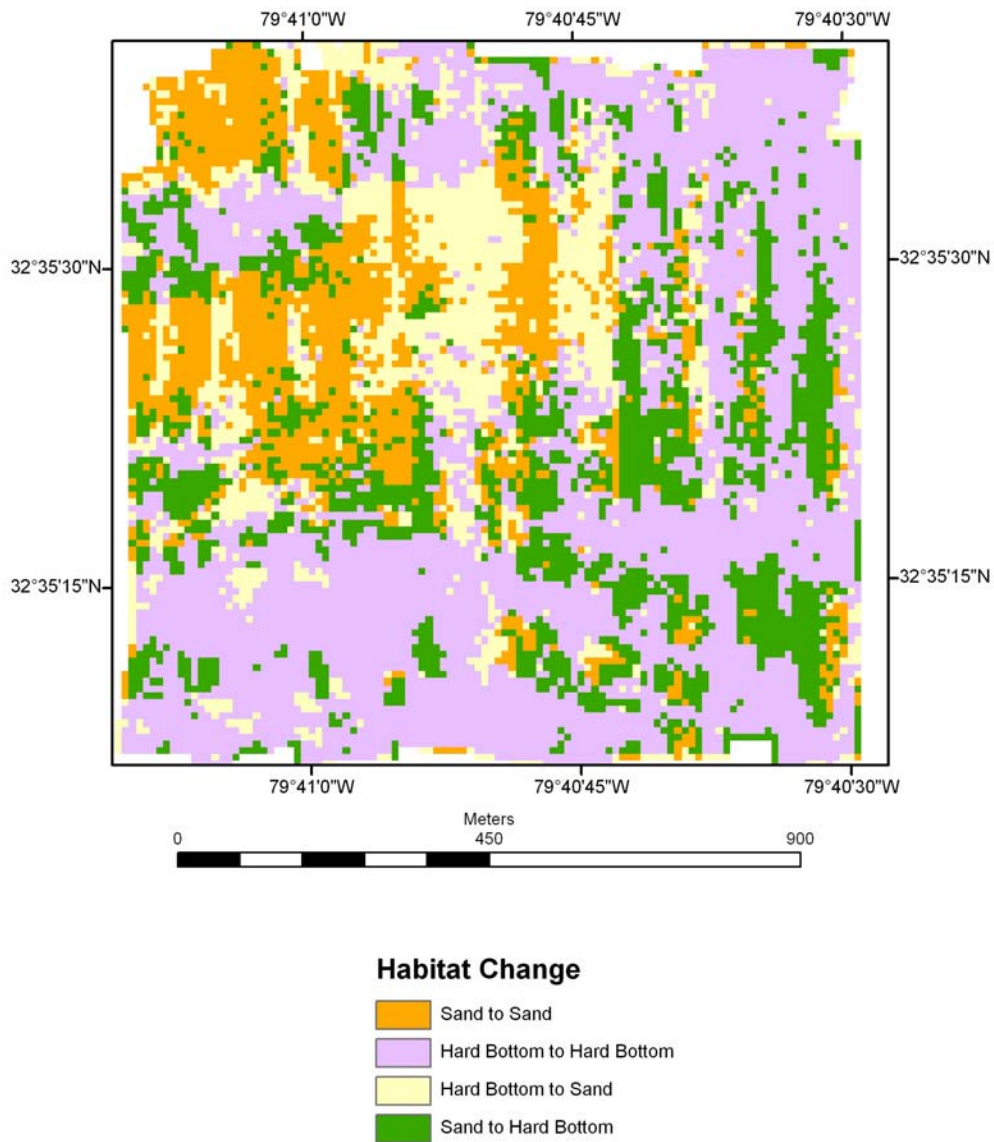 79°41'0"W 79°40'45"W 79°40'30"W
32°35'30"N 32°35'30"N
32°35'15"N 32°35'15"N
79°41'0"W 79°40'45"W 79°40'30"W
Meters
0 450 900
Habitat Change
Sand to Sand
Hard Bottom to Hard Bottom
Hard Bottom to Sand
Sand to Hard Bottom